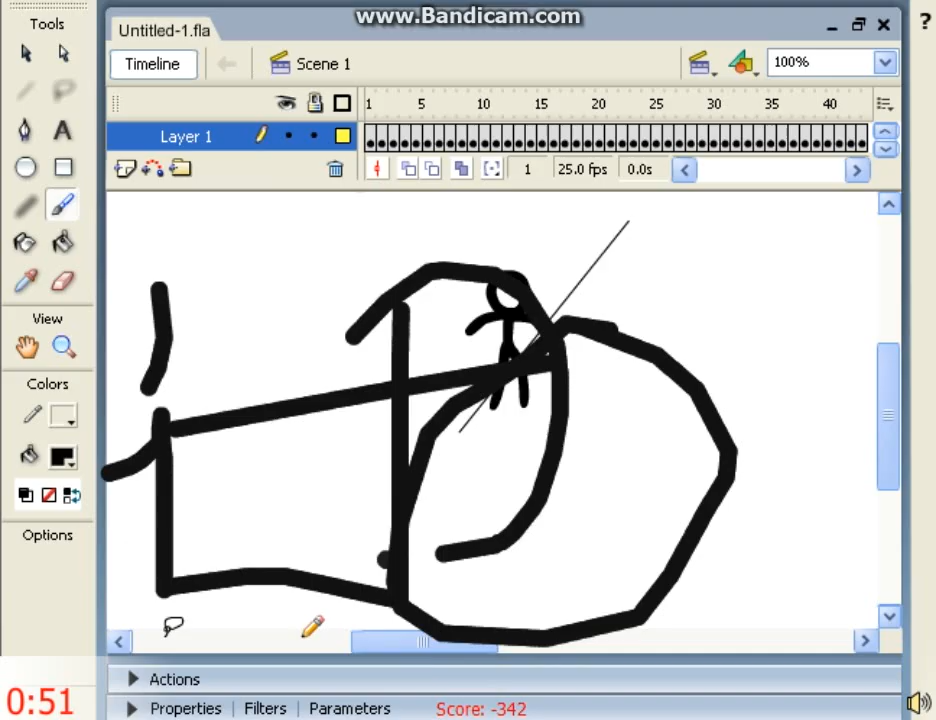 www.Bandicam.com
Tools
Untitled-1.fla
?
Timeline
Scene 1
100%
1 5 10 15 20 25 30 35 40
Layer 1
A
1 25.0 fps 0.0s
View
Colors
Options
Actions
0:51
Properties Filters Parameters Score: -342